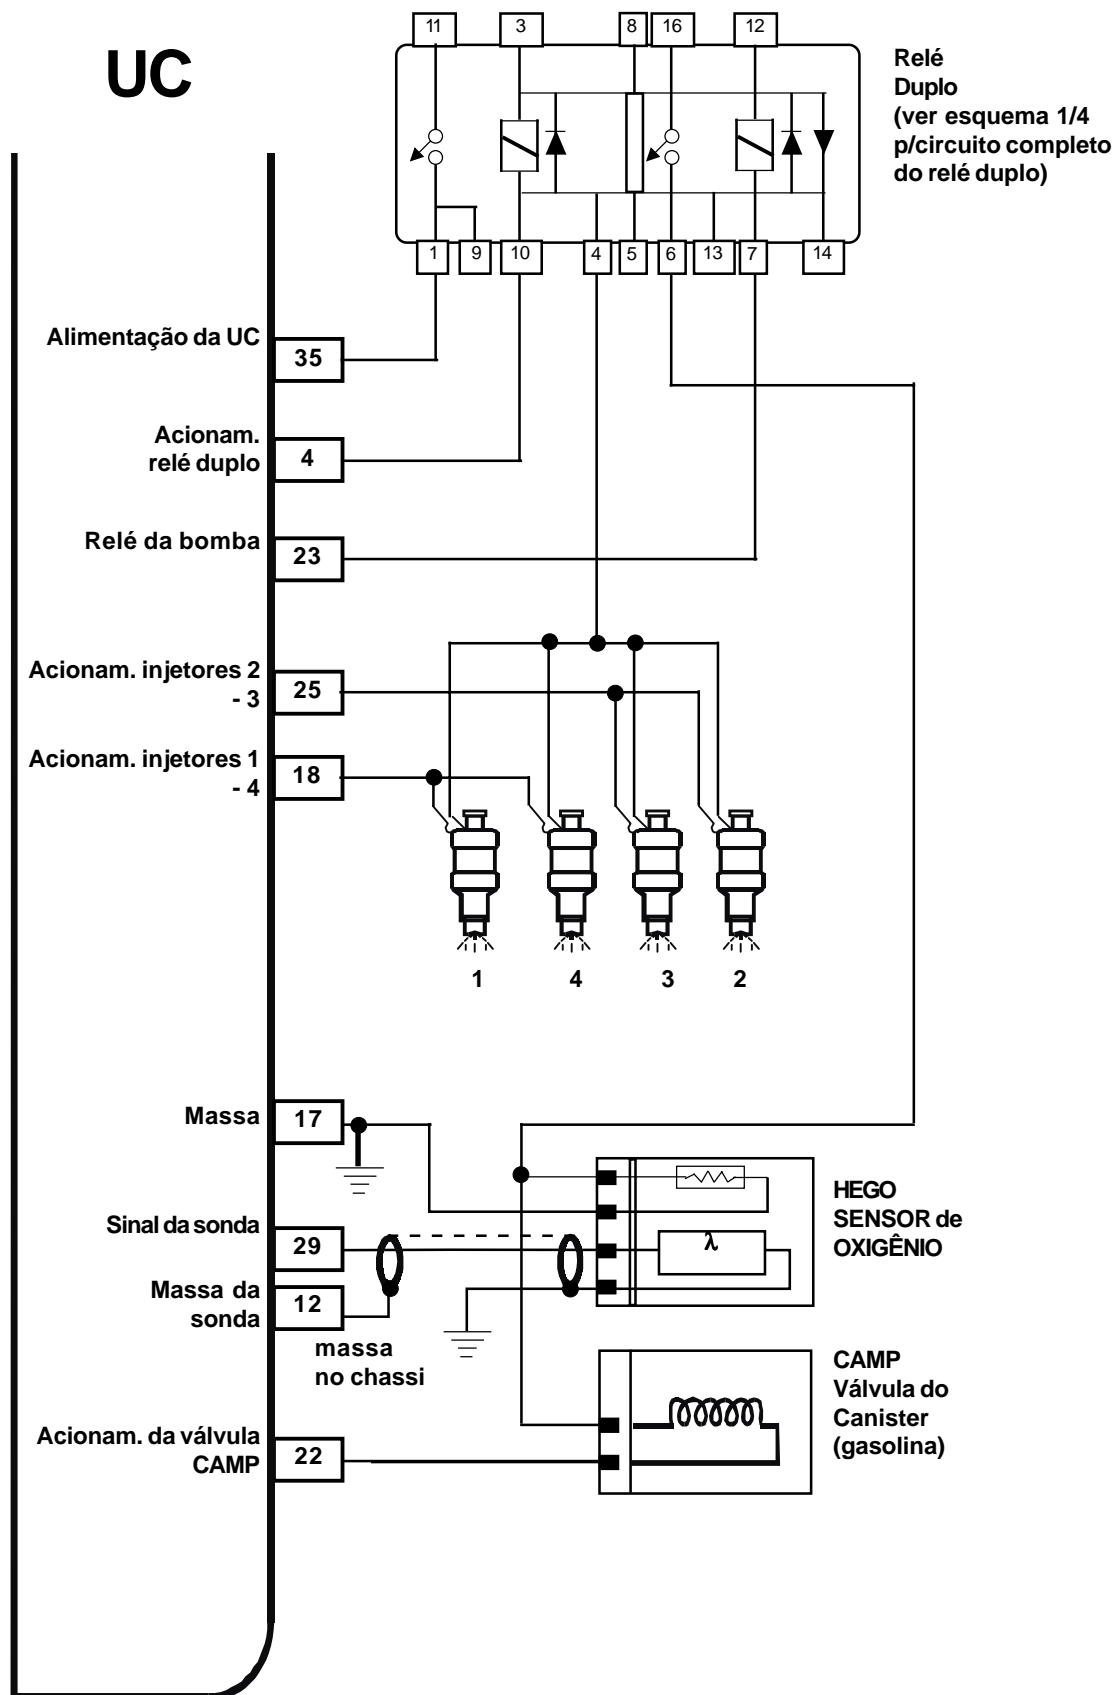 11 3 8 16 12
UC
Relé
Duplo
(ver esquema 1/4
p/circuito completo
do relé duplo)
1 9 10 4 5 6 13 7 14
Alimentação da UC
35
Acionam.
relé duplo
4
Relé da bomba
23
Acionam. injetores 2
- 3
25
Acionam. injetores 1
- 4
18
1 4 3 2
Massa
17
HEGO
SENSOR de
OXIGÊNIO
Sinal da sonda
29
λ
Massa da
sonda
12
massa
no chassi
CAMP
Válvula do
Canister
(gasolina)
Acionam. da válvula
CAMP
22